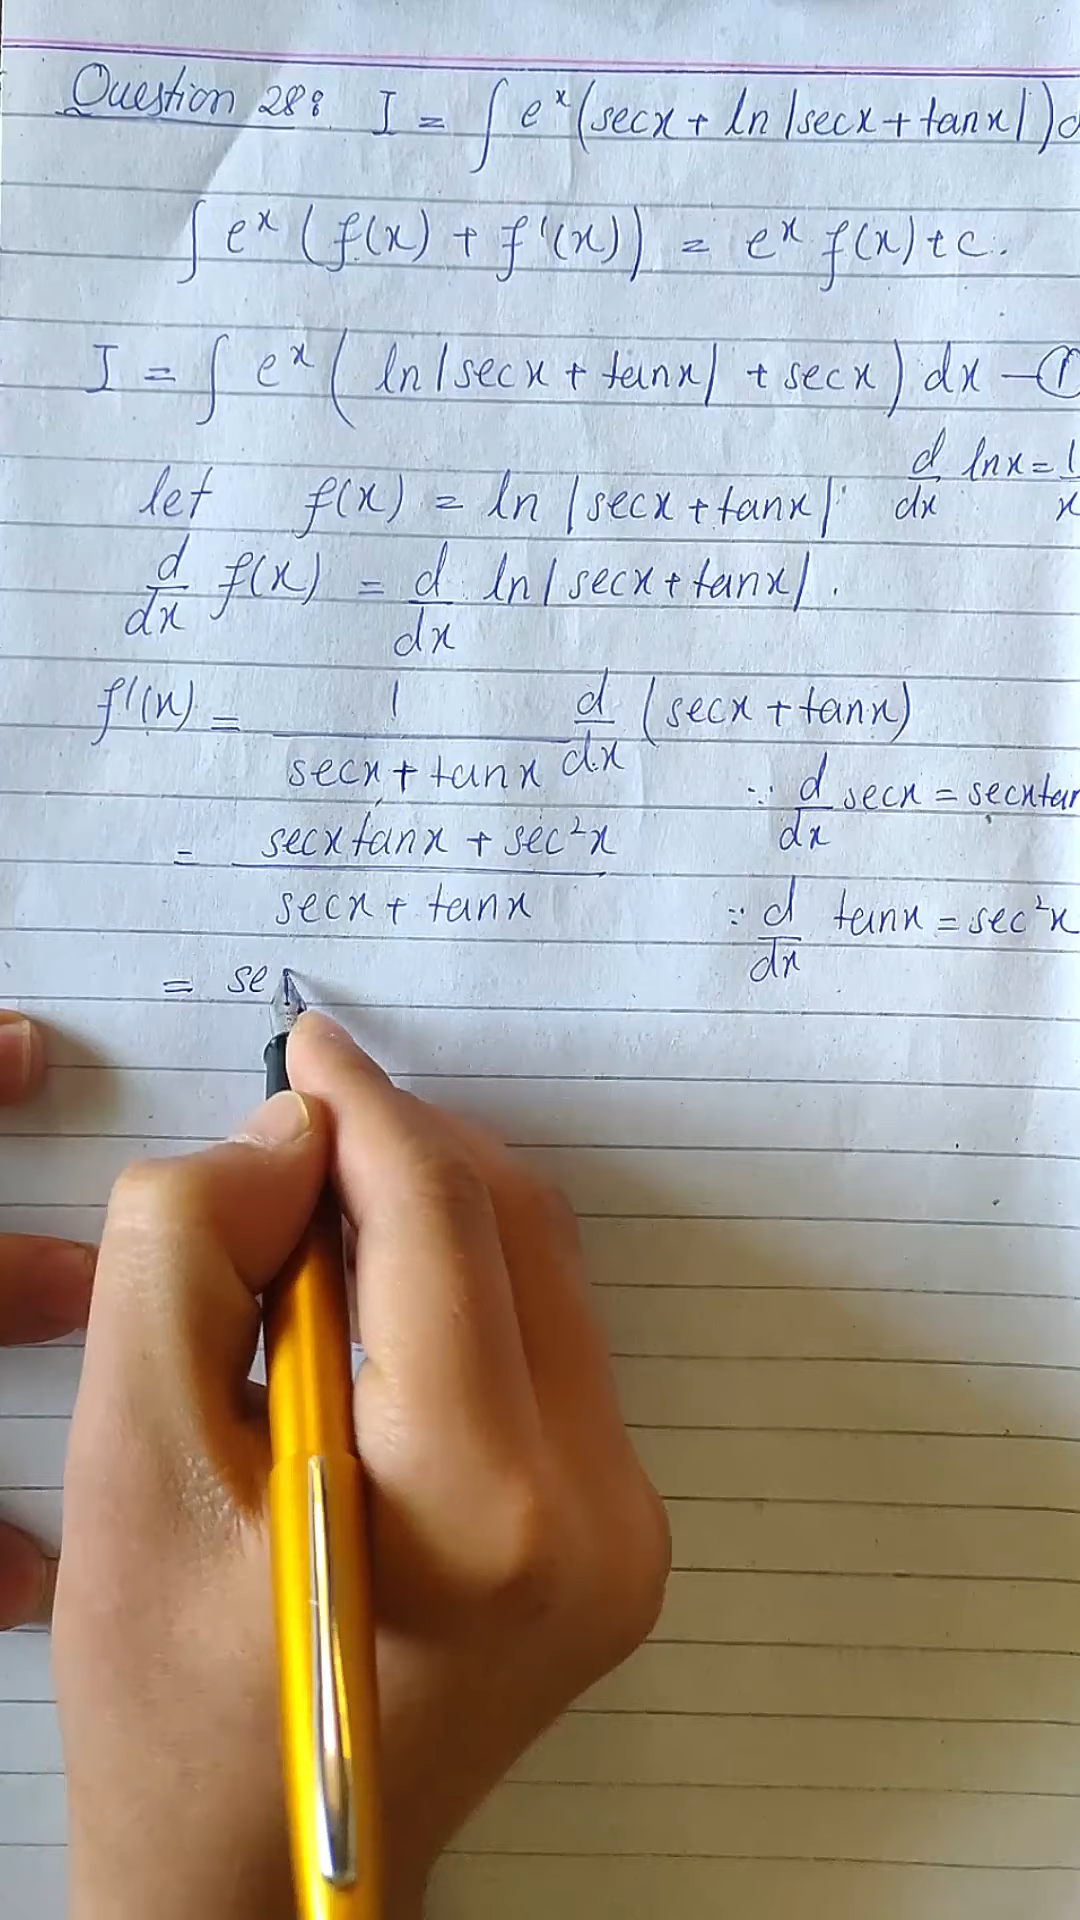 Question 28: I = ∫ e^x (secx + ln |secx + tanx|) d
∫ e^x (f(x) + f'(x)) = e^x f(x) + c.
I = ∫ e^x ( ln |secx + tanx| + secx ) dx — ①
let f(x) = ln |secx + tanx| . d/dx lnx = 1/x
d/dx f(x) = d/dx ln |secx + tanx| .
f'(x) = 1/(secx + tanx) d/dx (secx + tanx)
∵ d/dx secx = secxtan
= (secxtanx + sec²x)/(secx + tanx)
∵ d/dx tanx = sec²x
= se